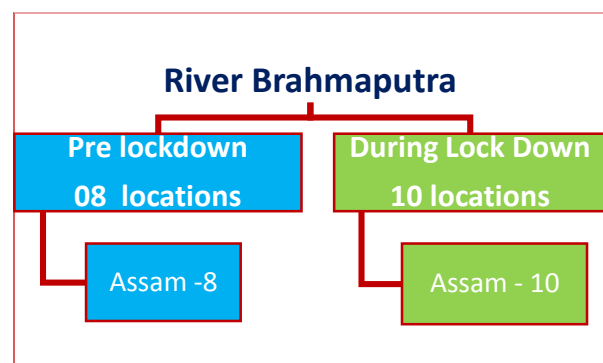 River Brahmaputra
Pre lockdown
08 locations
During Lock Down
10 locations
Assam -8
Assam - 10